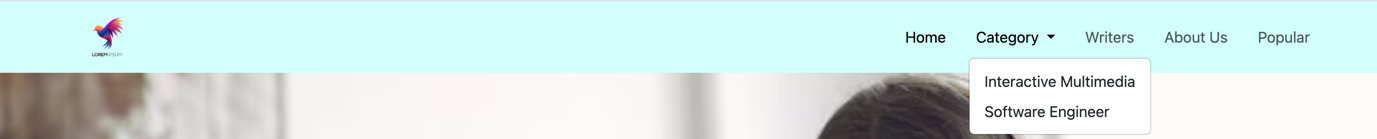 Home Category Writers About Us Popular
LOREM IPSUM
Interactive Multimedia
Software Engineer